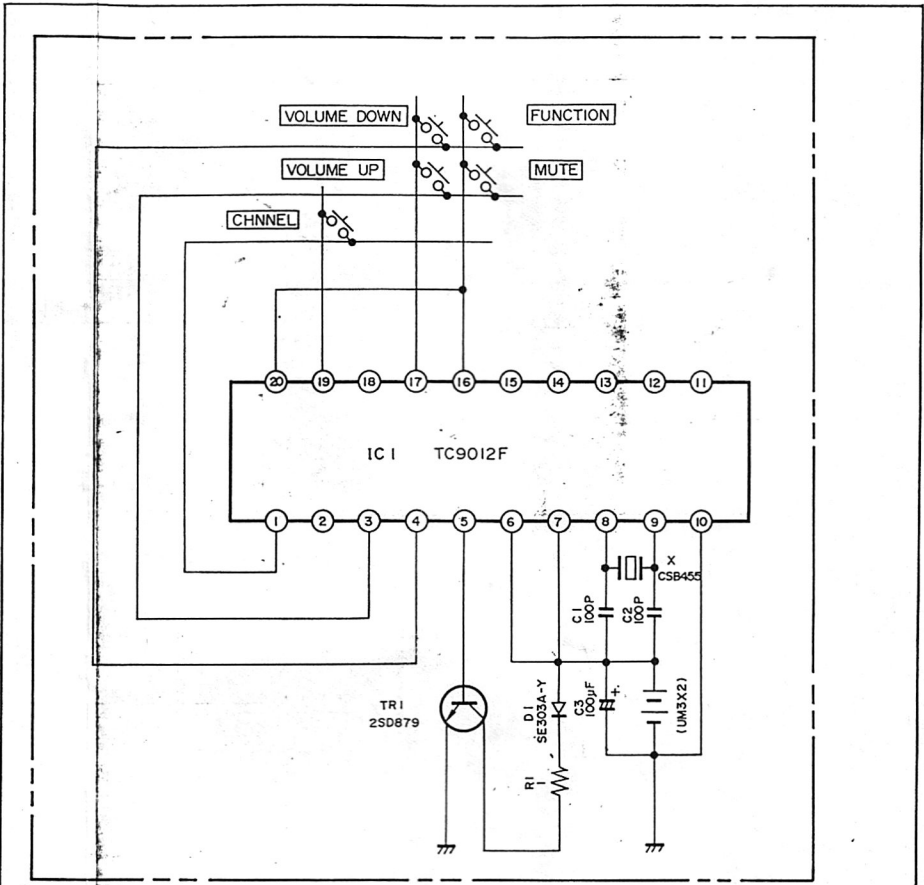 VOLUME DOWN
FUNCTION
VOLUME UP
MUTE
CHNNEL
20 19 18 17 16 15 14 13 12 11
IC1 TC9012F
1 2 3 4 5 6 7 8 9 10
X
CSB455
C1
100P
C2
100P
TR1
2SD879
D1
SE303A-Y
C3
100μF
+
(UM3X2)
R1
1